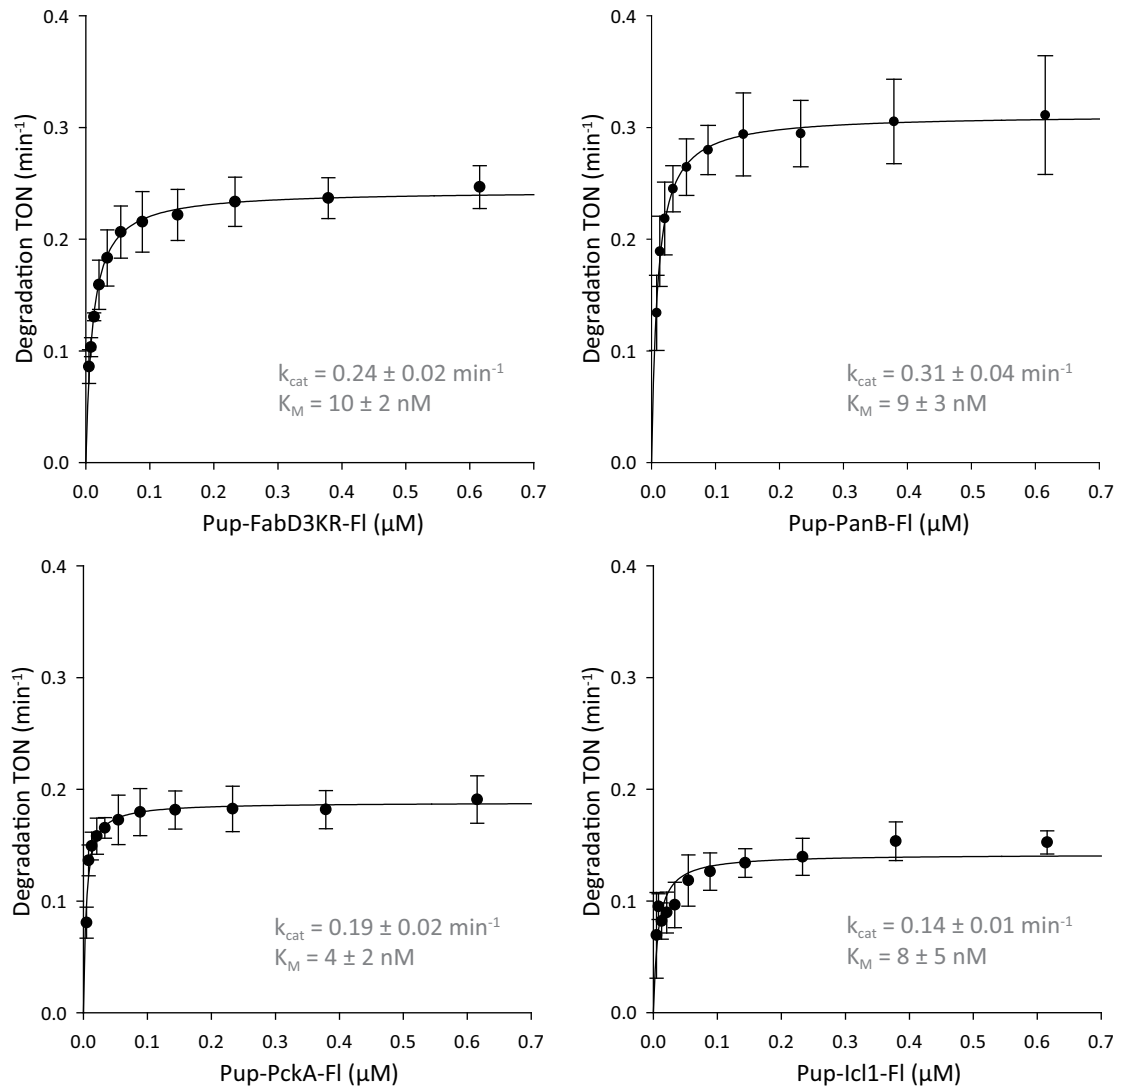 0.4
0.3
0.2
0.1
0.0
Degradation TON (min⁻¹)
k_cat = 0.24 ± 0.02 min⁻¹
K_M = 10 ± 2 nM
0.0 0.1 0.2 0.3 0.4 0.5 0.6 0.7
Pup-FabD3KR-Fl (µM)
0.4
0.3
0.2
0.1
0.0
Degradation TON (min⁻¹)
k_cat = 0.31 ± 0.04 min⁻¹
K_M = 9 ± 3 nM
0.0 0.1 0.2 0.3 0.4 0.5 0.6 0.7
Pup-PanB-Fl (µM)
0.4
0.3
0.2
0.1
0.0
Degradation TON (min⁻¹)
k_cat = 0.19 ± 0.02 min⁻¹
K_M = 4 ± 2 nM
0.0 0.1 0.2 0.3 0.4 0.5 0.6 0.7
Pup-PckA-Fl (µM)
0.4
0.3
0.2
0.1
0.0
Degradation TON (min⁻¹)
k_cat = 0.14 ± 0.01 min⁻¹
K_M = 8 ± 5 nM
0.0 0.1 0.2 0.3 0.4 0.5 0.6 0.7
Pup-Icl1-Fl (µM)